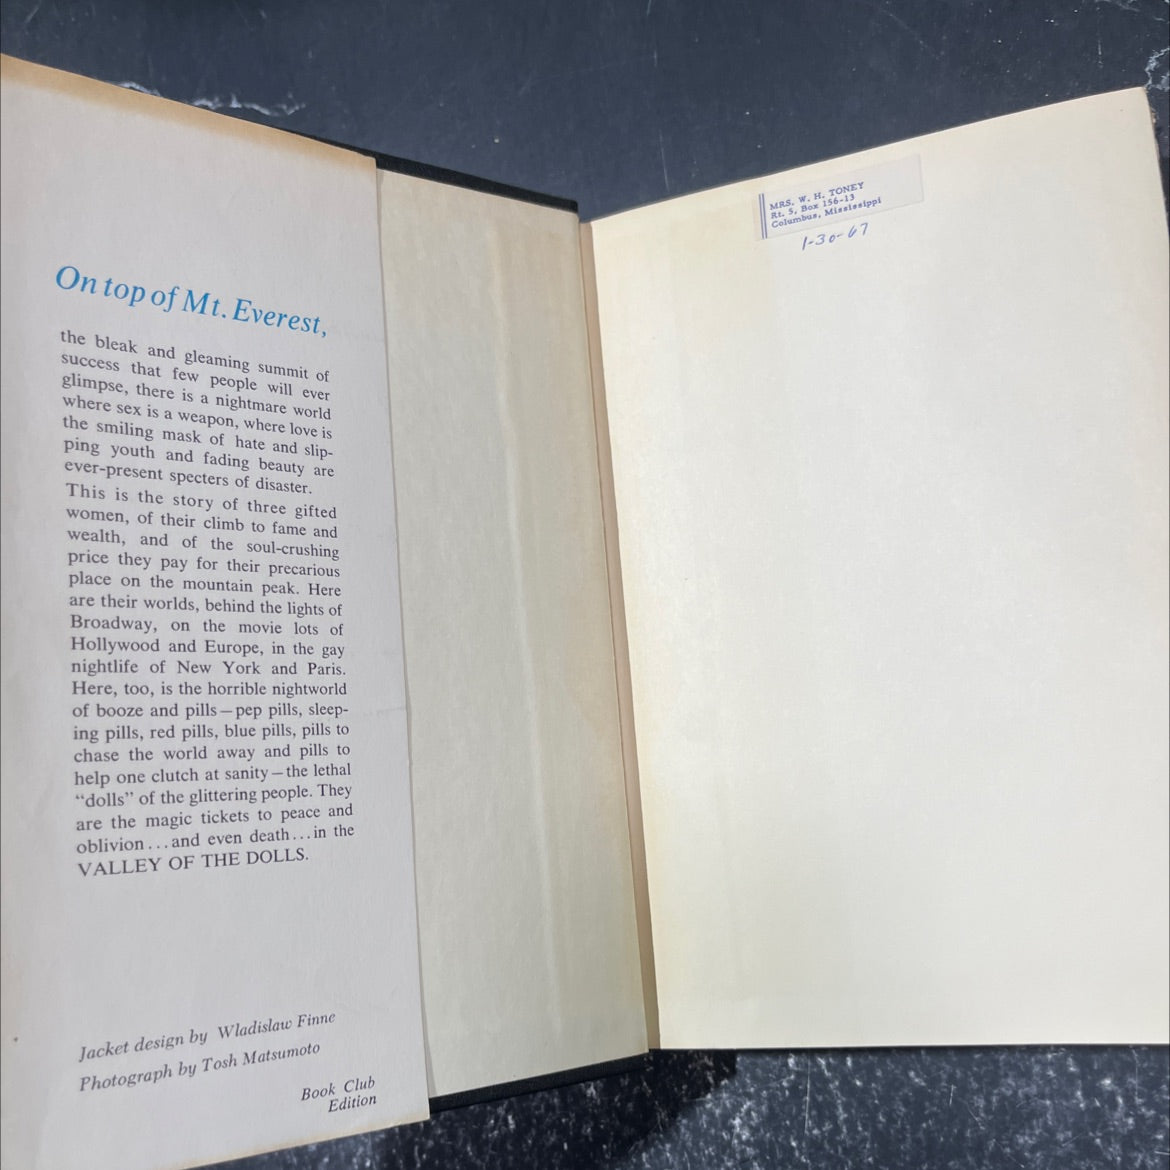 On top of Mt. Everest,
the bleak and gleaming summit of
success that few people will ever
glimpse, there is a nightmare world
where sex is a weapon, where love is
the smiling mask of hate and slip-
ping youth and fading beauty are
ever-present specters of disaster.
This is the story of three gifted
women, of their climb to fame and
wealth, and of the soul-crushing
price they pay for their precarious
place on the mountain peak. Here
are their worlds, behind the lights of
Broadway, on the movie lots of
Hollywood and Europe, in the gay
nightlife of New York and Paris.
Here, too, is the horrible nightworld
of booze and pills—pep pills, sleep-
ing pills, red pills, blue pills, pills to
chase the world away and pills to
help one clutch at sanity—the lethal
“dolls” of the glittering people. They
are the magic tickets to peace and
oblivion...and even death...in the
VALLEY OF THE DOLLS.
Jacket design by Wladislaw Finne
Photograph by Tosh Matsumoto
Book Club
Edition
MRS. W. H. TONEY
Rt. 5, Box 156-13
Columbus, Mississippi
1-30-67